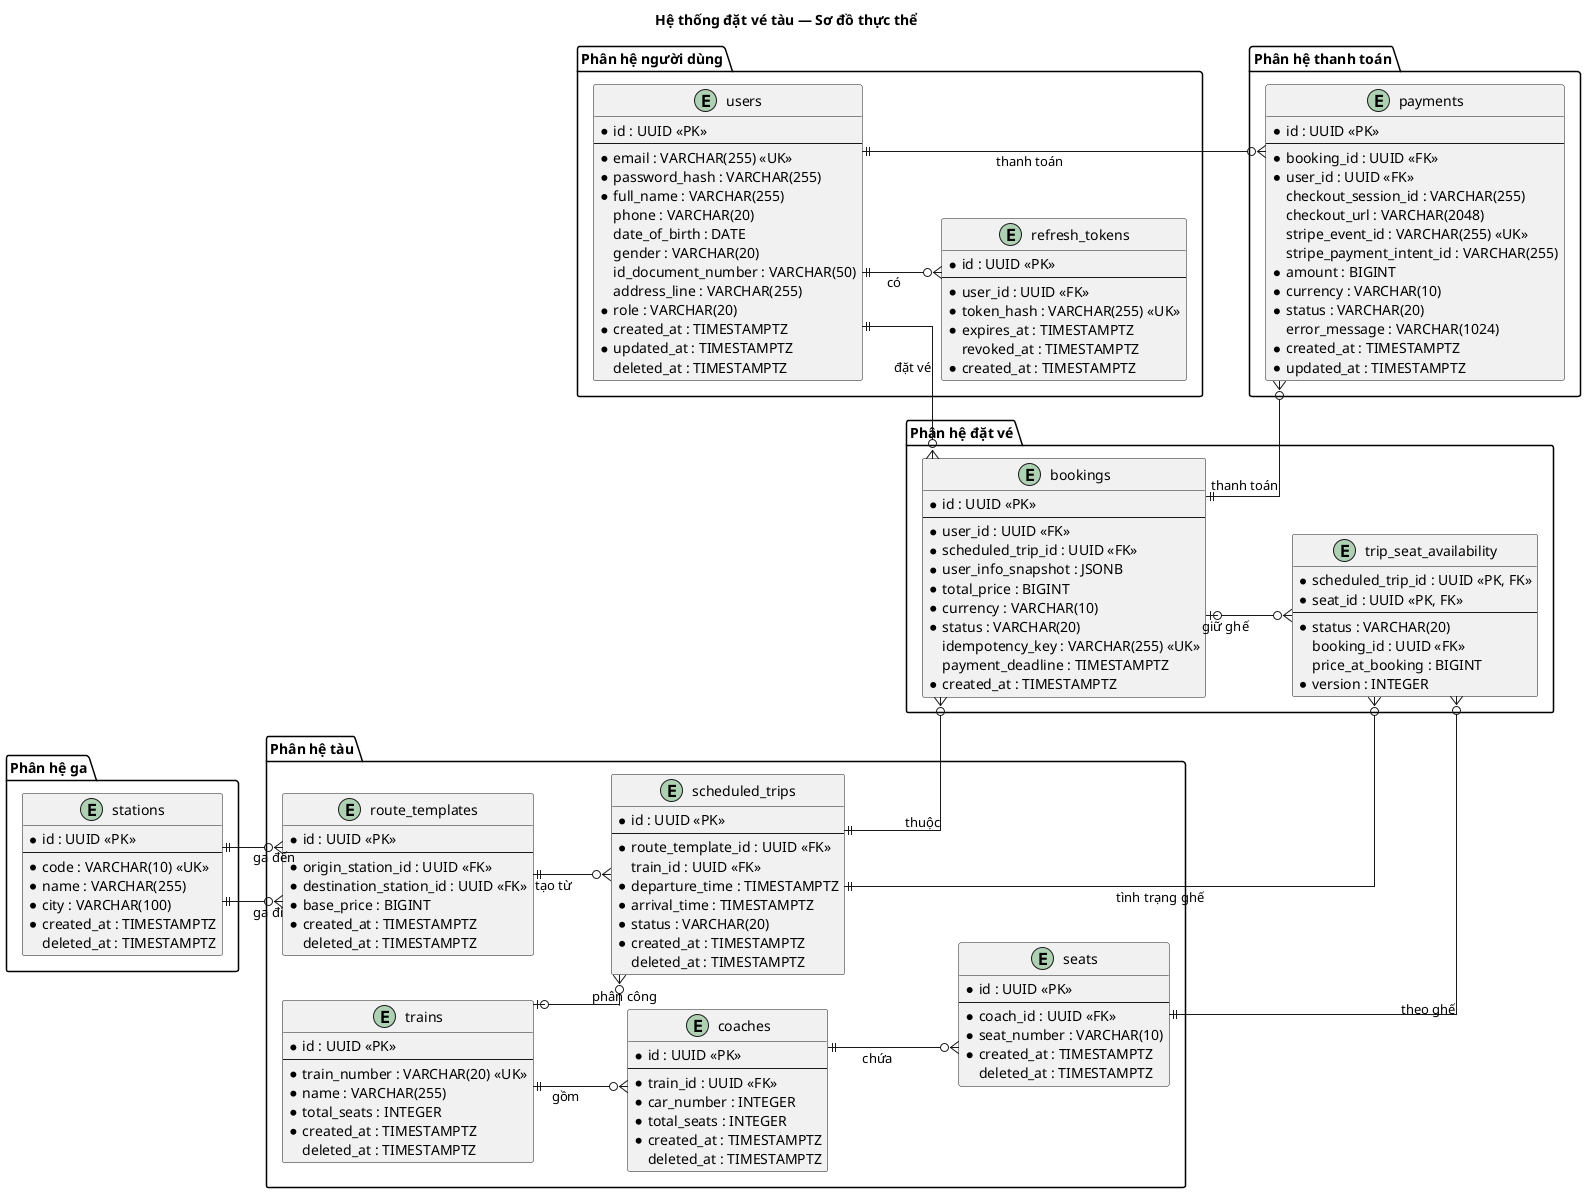 Hệ thống đặt vé tàu — Sơ đồ thực thể
Phân hệ người dùng
E users
* id : UUID «PK»
* email : VARCHAR(255) «UK»
* password_hash : VARCHAR(255)
* full_name : VARCHAR(255)
phone : VARCHAR(20)
date_of_birth : DATE
gender : VARCHAR(20)
id_document_number : VARCHAR(50)
address_line : VARCHAR(255)
* role : VARCHAR(20)
* created_at : TIMESTAMPTZ
* updated_at : TIMESTAMPTZ
deleted_at : TIMESTAMPTZ
E refresh_tokens
* id : UUID «PK»
* user_id : UUID «FK»
* token_hash : VARCHAR(255) «UK»
* expires_at : TIMESTAMPTZ
revoked_at : TIMESTAMPTZ
* created_at : TIMESTAMPTZ
thanh toán
có
đặt vé
Phân hệ thanh toán
E payments
* id : UUID «PK»
* booking_id : UUID «FK»
* user_id : UUID «FK»
checkout_session_id : VARCHAR(255)
checkout_url : VARCHAR(2048)
stripe_event_id : VARCHAR(255) «UK»
stripe_payment_intent_id : VARCHAR(255)
* amount : BIGINT
* currency : VARCHAR(10)
* status : VARCHAR(20)
error_message : VARCHAR(1024)
* created_at : TIMESTAMPTZ
* updated_at : TIMESTAMPTZ
Phân hệ đặt vé
E bookings
* id : UUID «PK»
* user_id : UUID «FK»
* scheduled_trip_id : UUID «FK»
* user_info_snapshot : JSONB
* total_price : BIGINT
* currency : VARCHAR(10)
* status : VARCHAR(20)
idempotency_key : VARCHAR(255) «UK»
payment_deadline : TIMESTAMPTZ
* created_at : TIMESTAMPTZ
thanh toán
giữ ghế
E trip_seat_availability
* scheduled_trip_id : UUID «PK, FK»
* seat_id : UUID «PK, FK»
* status : VARCHAR(20)
booking_id : UUID «FK»
price_at_booking : BIGINT
* version : INTEGER
Phân hệ ga
E stations
* id : UUID «PK»
* code : VARCHAR(10) «UK»
* name : VARCHAR(255)
* city : VARCHAR(100)
* created_at : TIMESTAMPTZ
deleted_at : TIMESTAMPTZ
ga đến
ga đi
Phân hệ tàu
E route_templates
* id : UUID «PK»
* origin_station_id : UUID «FK»
* destination_station_id : UUID «FK»
* base_price : BIGINT
* created_at : TIMESTAMPTZ
deleted_at : TIMESTAMPTZ
tạo từ
E scheduled_trips
* id : UUID «PK»
* route_template_id : UUID «FK»
train_id : UUID «FK»
* departure_time : TIMESTAMPTZ
* arrival_time : TIMESTAMPTZ
* status : VARCHAR(20)
* created_at : TIMESTAMPTZ
deleted_at : TIMESTAMPTZ
thuộc
tình trạng ghế
E trains
* id : UUID «PK»
* train_number : VARCHAR(20) «UK»
* name : VARCHAR(255)
* total_seats : INTEGER
* created_at : TIMESTAMPTZ
deleted_at : TIMESTAMPTZ
phân công
gồm
E coaches
* id : UUID «PK»
* train_id : UUID «FK»
* car_number : INTEGER
* total_seats : INTEGER
* created_at : TIMESTAMPTZ
deleted_at : TIMESTAMPTZ
chứa
E seats
* id : UUID «PK»
* coach_id : UUID «FK»
* seat_number : VARCHAR(10)
* created_at : TIMESTAMPTZ
deleted_at : TIMESTAMPTZ
theo ghế